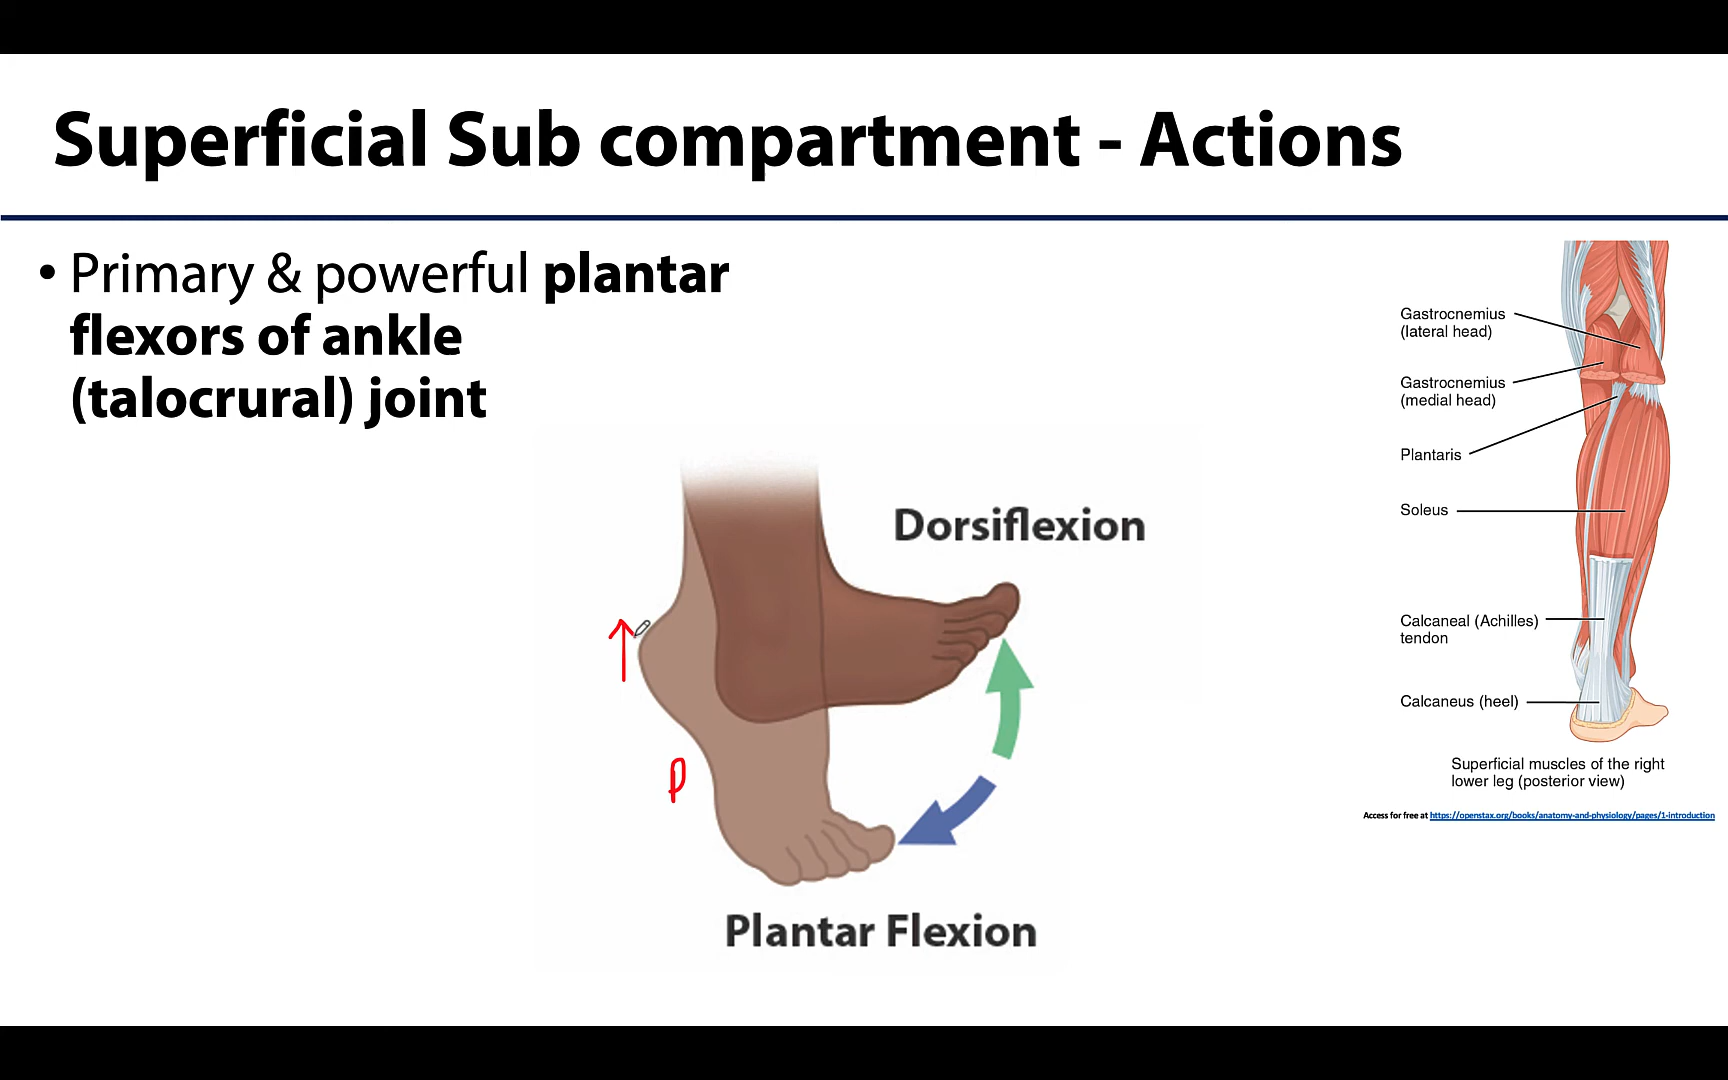 Superficial Sub compartment - Actions
• Primary & powerful plantar
flexors of ankle
(talocrural) joint
Dorsiflexion
P
Plantar Flexion
Gastrocnemius
(lateral head)
Gastrocnemius
(medial head)
Plantaris
Soleus
Calcaneal (Achilles)
tendon
Calcaneus (heel)
Superficial muscles of the right
lower leg (posterior view)
Access for free at https://openstax.org/books/anatomy-and-physiology/pages/1-introduction